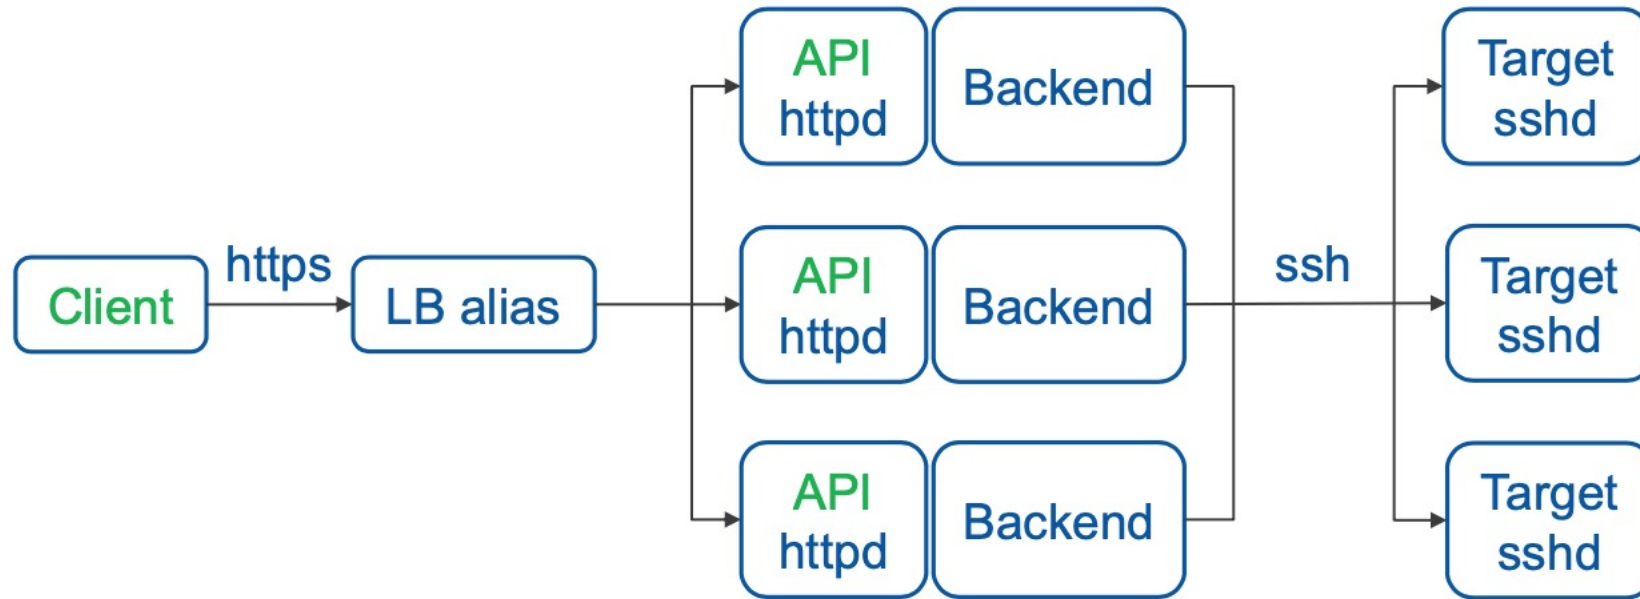 Client
https
LB alias
API
httpd
Backend
API
httpd
Backend
API
httpd
Backend
ssh
Target
sshd
Target
sshd
Target
sshd